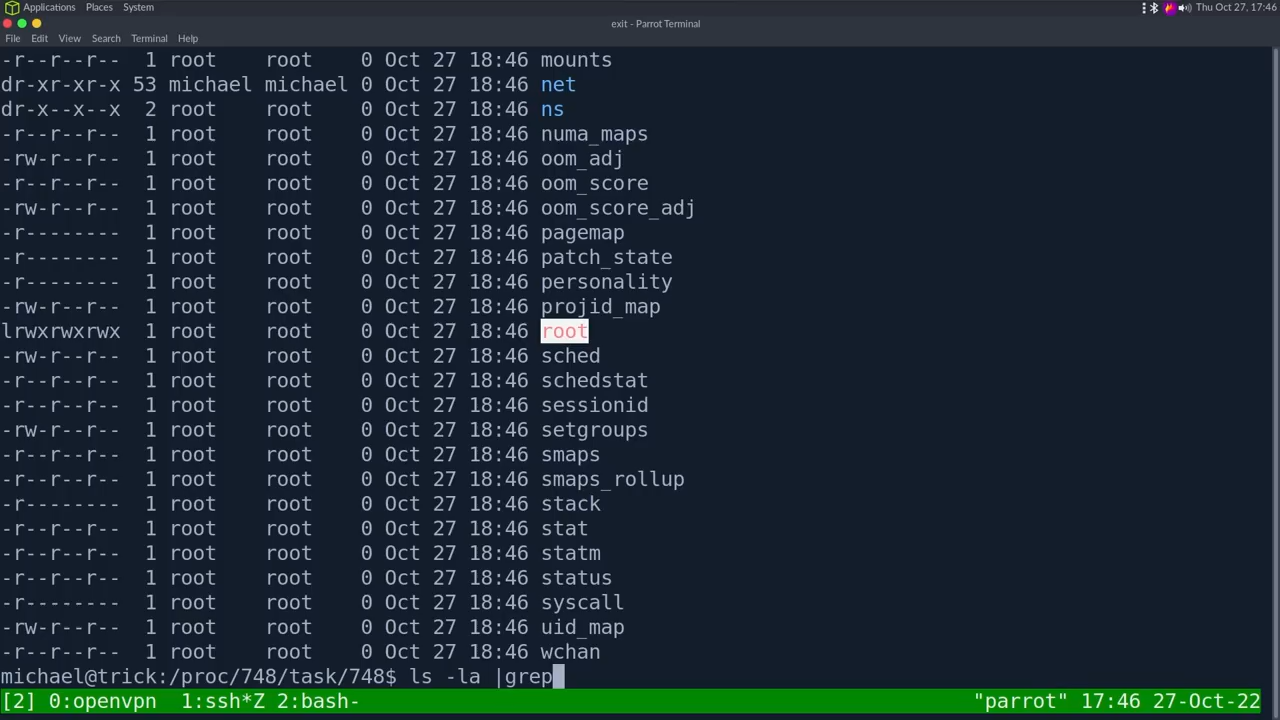 Applications Places System Thu Oct 27, 17:46
exit - Parrot Terminal
File Edit View Search Terminal Help
-r--r--r-- 1 root root 0 Oct 27 18:46 mounts
dr-xr-xr-x 53 michael michael 0 Oct 27 18:46 net
dr-x--x--x 2 root root 0 Oct 27 18:46 ns
-r--r--r-- 1 root root 0 Oct 27 18:46 numa_maps
-rw-r--r-- 1 root root 0 Oct 27 18:46 oom_adj
-r--r--r-- 1 root root 0 Oct 27 18:46 oom_score
-rw-r--r-- 1 root root 0 Oct 27 18:46 oom_score_adj
-r-------- 1 root root 0 Oct 27 18:46 pagemap
-r-------- 1 root root 0 Oct 27 18:46 patch_state
-r-------- 1 root root 0 Oct 27 18:46 personality
-rw-r--r-- 1 root root 0 Oct 27 18:46 projid_map
lrwxrwxrwx 1 root root 0 Oct 27 18:46 root
-rw-r--r-- 1 root root 0 Oct 27 18:46 sched
-r--r--r-- 1 root root 0 Oct 27 18:46 schedstat
-r--r--r-- 1 root root 0 Oct 27 18:46 sessionid
-rw-r--r-- 1 root root 0 Oct 27 18:46 setgroups
-r--r--r-- 1 root root 0 Oct 27 18:46 smaps
-r--r--r-- 1 root root 0 Oct 27 18:46 smaps_rollup
-r-------- 1 root root 0 Oct 27 18:46 stack
-r--r--r-- 1 root root 0 Oct 27 18:46 stat
-r--r--r-- 1 root root 0 Oct 27 18:46 statm
-r--r--r-- 1 root root 0 Oct 27 18:46 status
-r-------- 1 root root 0 Oct 27 18:46 syscall
-rw-r--r-- 1 root root 0 Oct 27 18:46 uid_map
-r--r--r-- 1 root root 0 Oct 27 18:46 wchan
michael@trick:/proc/748/task/748$ ls -la |grep
[2] 0:openvpn 1:ssh*Z 2:bash- "parrot" 17:46 27-Oct-22